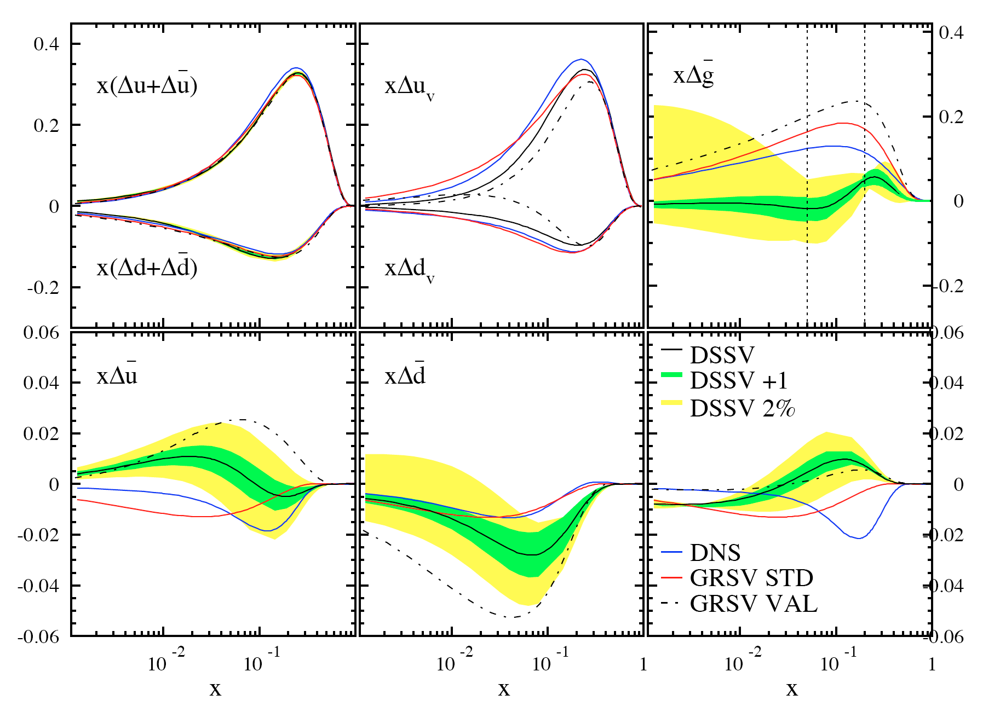 0.4
0.2
0
-0.2
x(Δu+Δū)
x(Δd+Δd̄)
xΔu_v
xΔd_v
xΔḡ
0.4
0.2
0
-0.2
0.06
0.04
0.02
0
-0.02
-0.04
-0.06
xΔū
xΔd̄
DSSV
DSSV +1
DSSV 2%
DNS
GRSV STD
GRSV VAL
0.06
0.04
0.02
0
-0.02
-0.04
-0.06
10^-2 10^-1
10^-2 10^-1 1
10^-2 10^-1 1
x x x